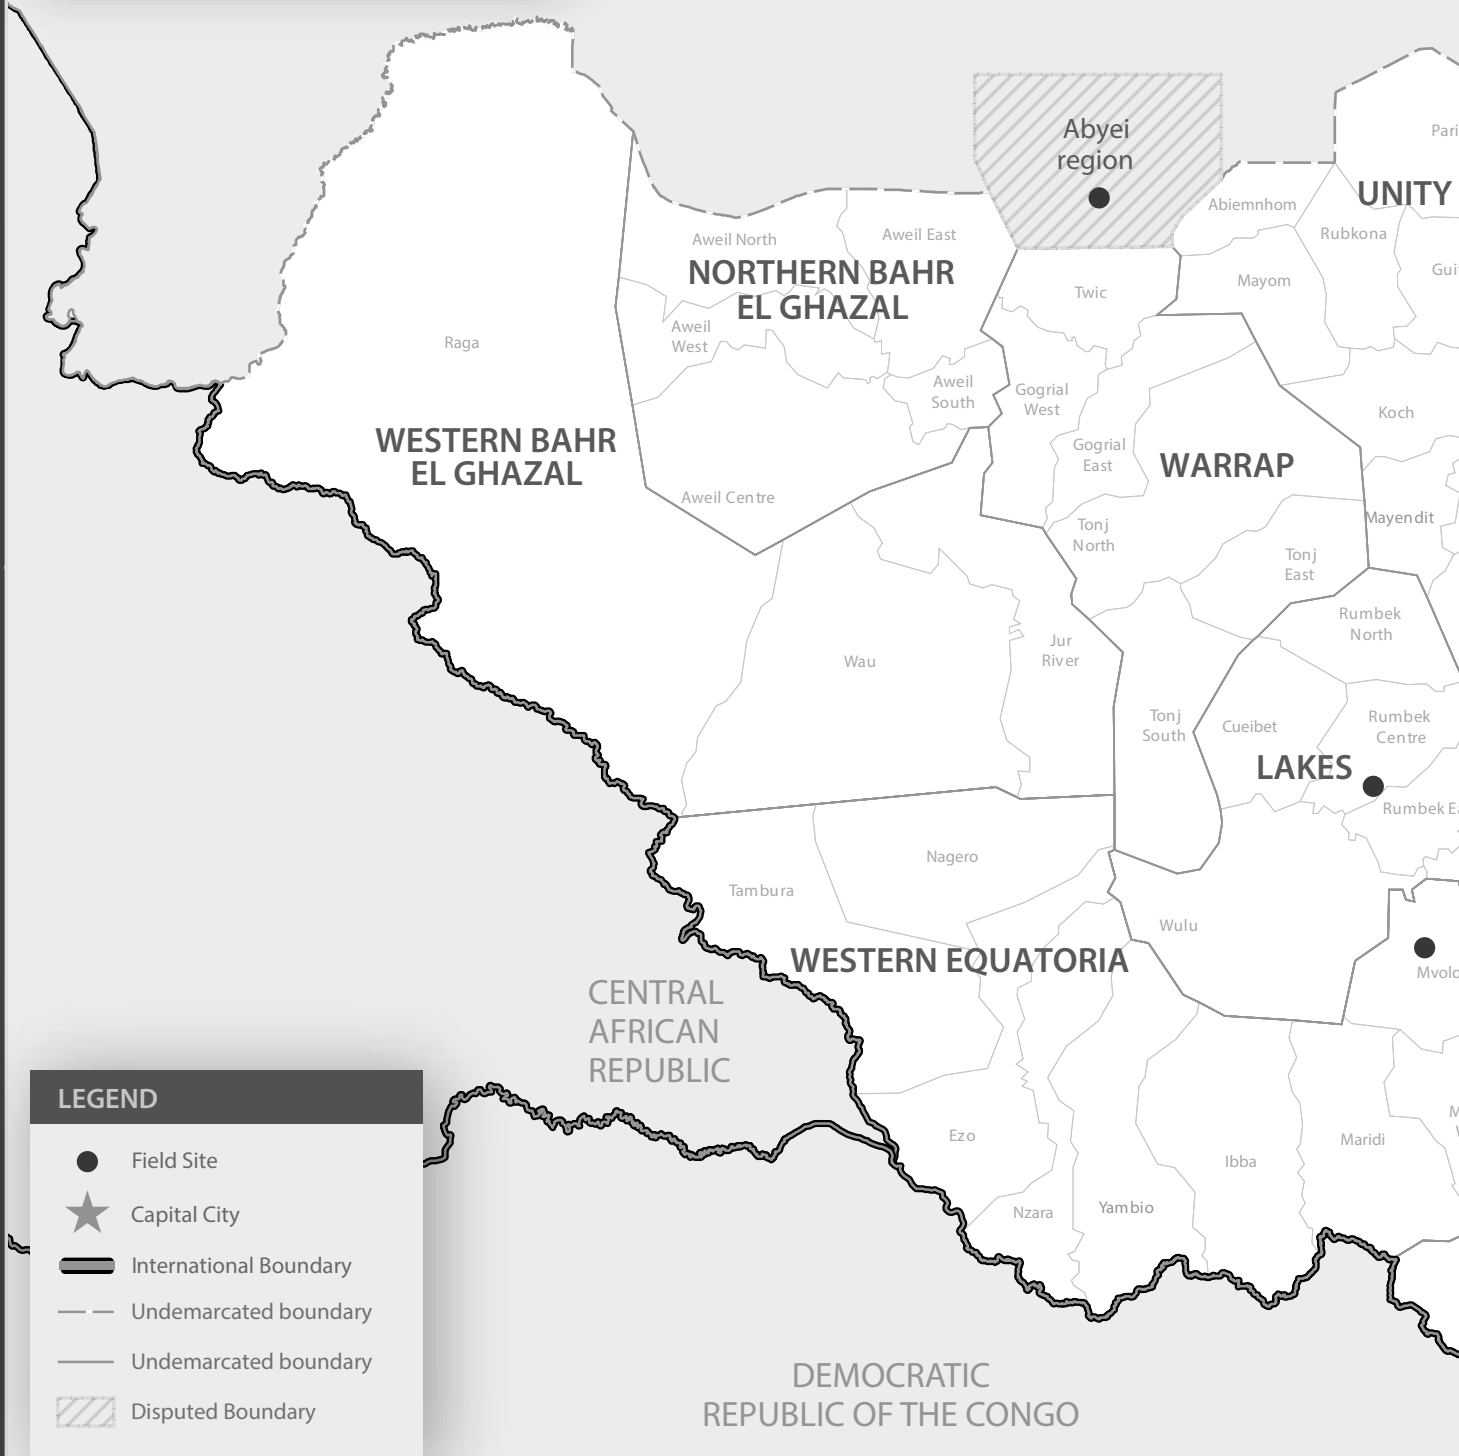 Abyei
region
Pari
UNITY
Abiemnhom
Rubkona
Aweil North
Aweil East
NORTHERN BAHR
EL GHAZAL
Mayom
Gui
Twic
Aweil
West
Raga
Aweil
South
Gogrial
West
Koch
WESTERN BAHR
EL GHAZAL
Gogrial
East
WARRAP
Aweil Centre
Mayendit
Tonj
North
Tonj
East
Rumbek
North
Wau
Jur
River
Tonj
South
Cueibet
Rumbek
Centre
LAKES
Rumbek Ea
Nagero
Tambura
Wulu
WESTERN EQUATORIA
Mvolo
CENTRAL
AFRICAN
REPUBLIC
Ezo
Maridi
Ibba
Nzara
Yambio
DEMOCRATIC
REPUBLIC OF THE CONGO
LEGEND
Field Site
Capital City
International Boundary
Undemarcated boundary
Undemarcated boundary
Disputed Boundary